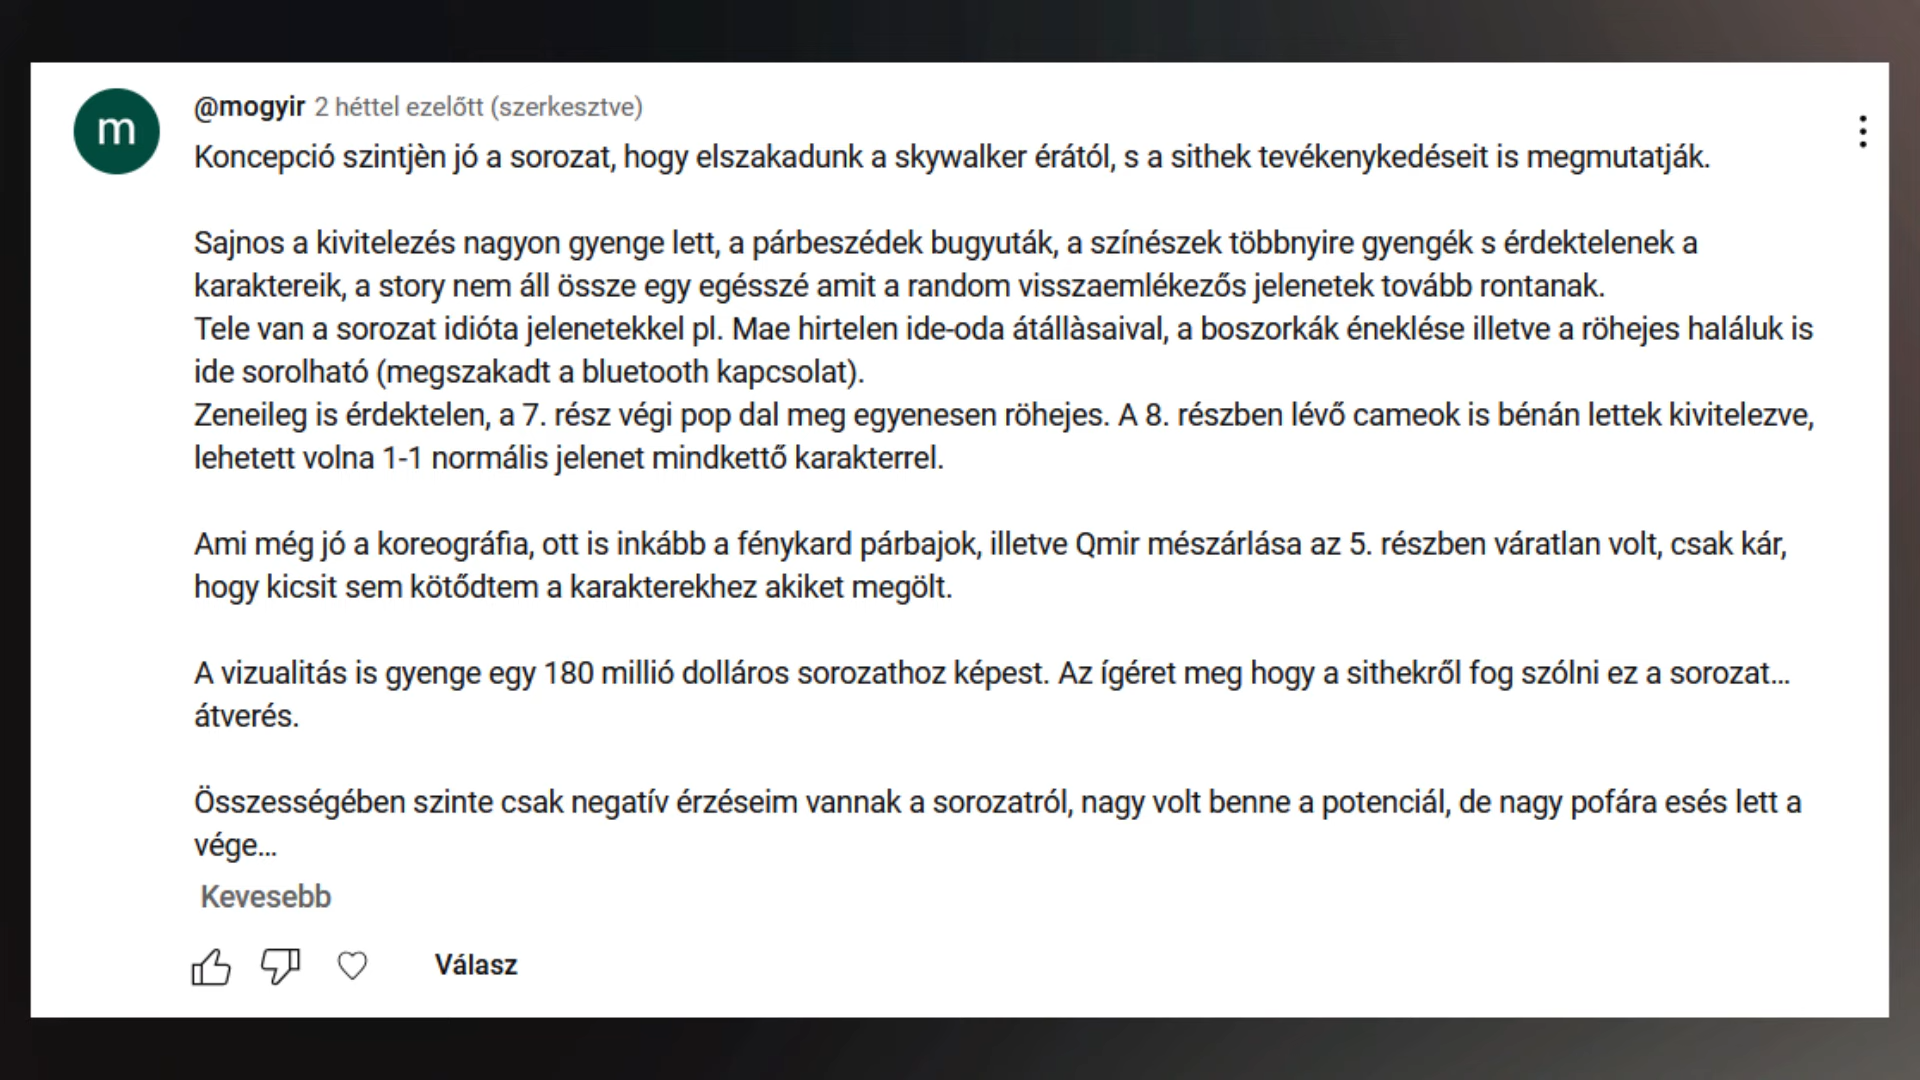 m
@mogyir 2 héttel ezelőtt (szerkesztve)
Koncepció szintjèn jó a sorozat, hogy elszakadunk a skywalker érától, s a sithek tevékenykedéseit is megmutatják.
Sajnos a kivitelezés nagyon gyenge lett, a párbeszédek bugyuták, a színészek többnyire gyengék s érdektelenek a
karaktereik, a story nem áll össze egy egésszé amit a random visszaemlékezős jelenetek tovább rontanak.
Tele van a sorozat idióta jelenetekkel pl. Mae hirtelen ide-oda átállàsaival, a boszorkák éneklése illetve a röhejes haláluk is
ide sorolható (megszakadt a bluetooth kapcsolat).
Zeneileg is érdektelen, a 7. rész végi pop dal meg egyenesen röhejes. A 8. részben lévő cameok is bénán lettek kivitelezve,
lehetett volna 1-1 normális jelenet mindkettő karakterrel.
Ami még jó a koreográfia, ott is inkább a fénykard párbajok, illetve Qmir mészárlása az 5. részben váratlan volt, csak kár,
hogy kicsit sem kötődtem a karakterekhez akiket megölt.
A vizualitás is gyenge egy 180 millió dolláros sorozathoz képest. Az ígéret meg hogy a sithekről fog szólni ez a sorozat...
átverés.
Összességében szinte csak negatív érzéseim vannak a sorozatról, nagy volt benne a potenciál, de nagy pofára esés lett a
vége...
Kevesebb
Válasz